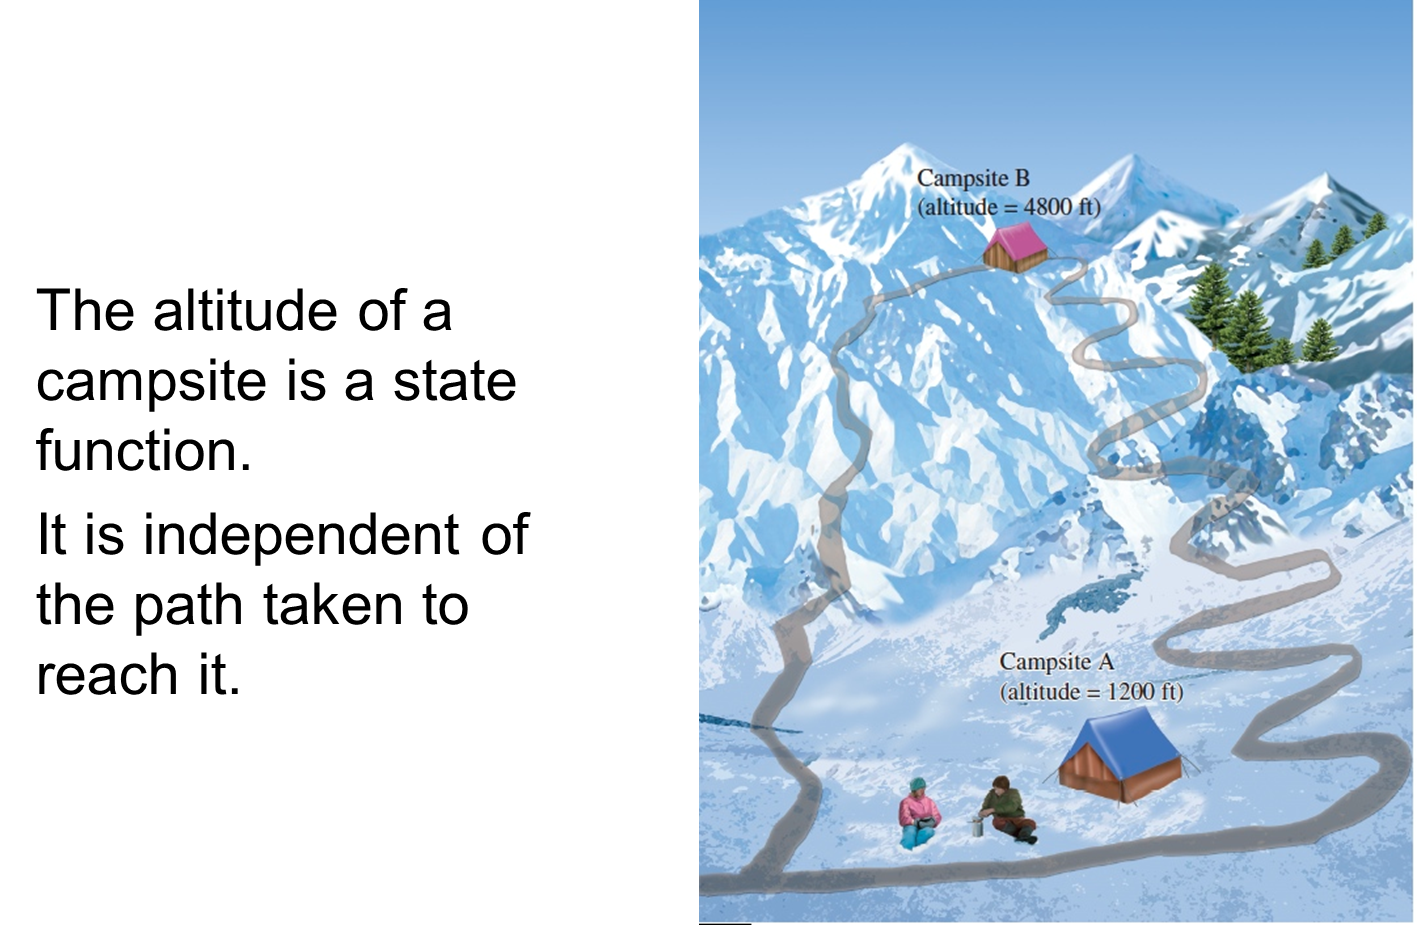 The altitude of a
campsite is a state
function.
It is independent of
the path taken to
reach it.
Campsite B
(altitude = 4800 ft)
Campsite A
(altitude = 1200 ft)